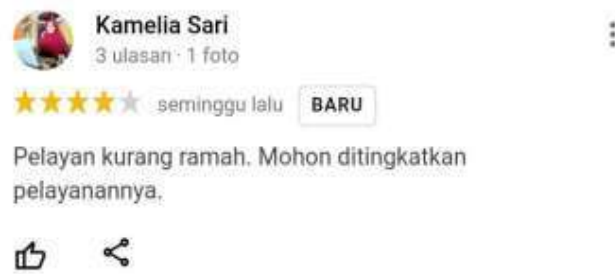 Kamelia Sari
3 ulasan · 1 foto
seminggu lalu BARU
Pelayan kurang ramah. Mohon ditingkatkan
pelayanannya.